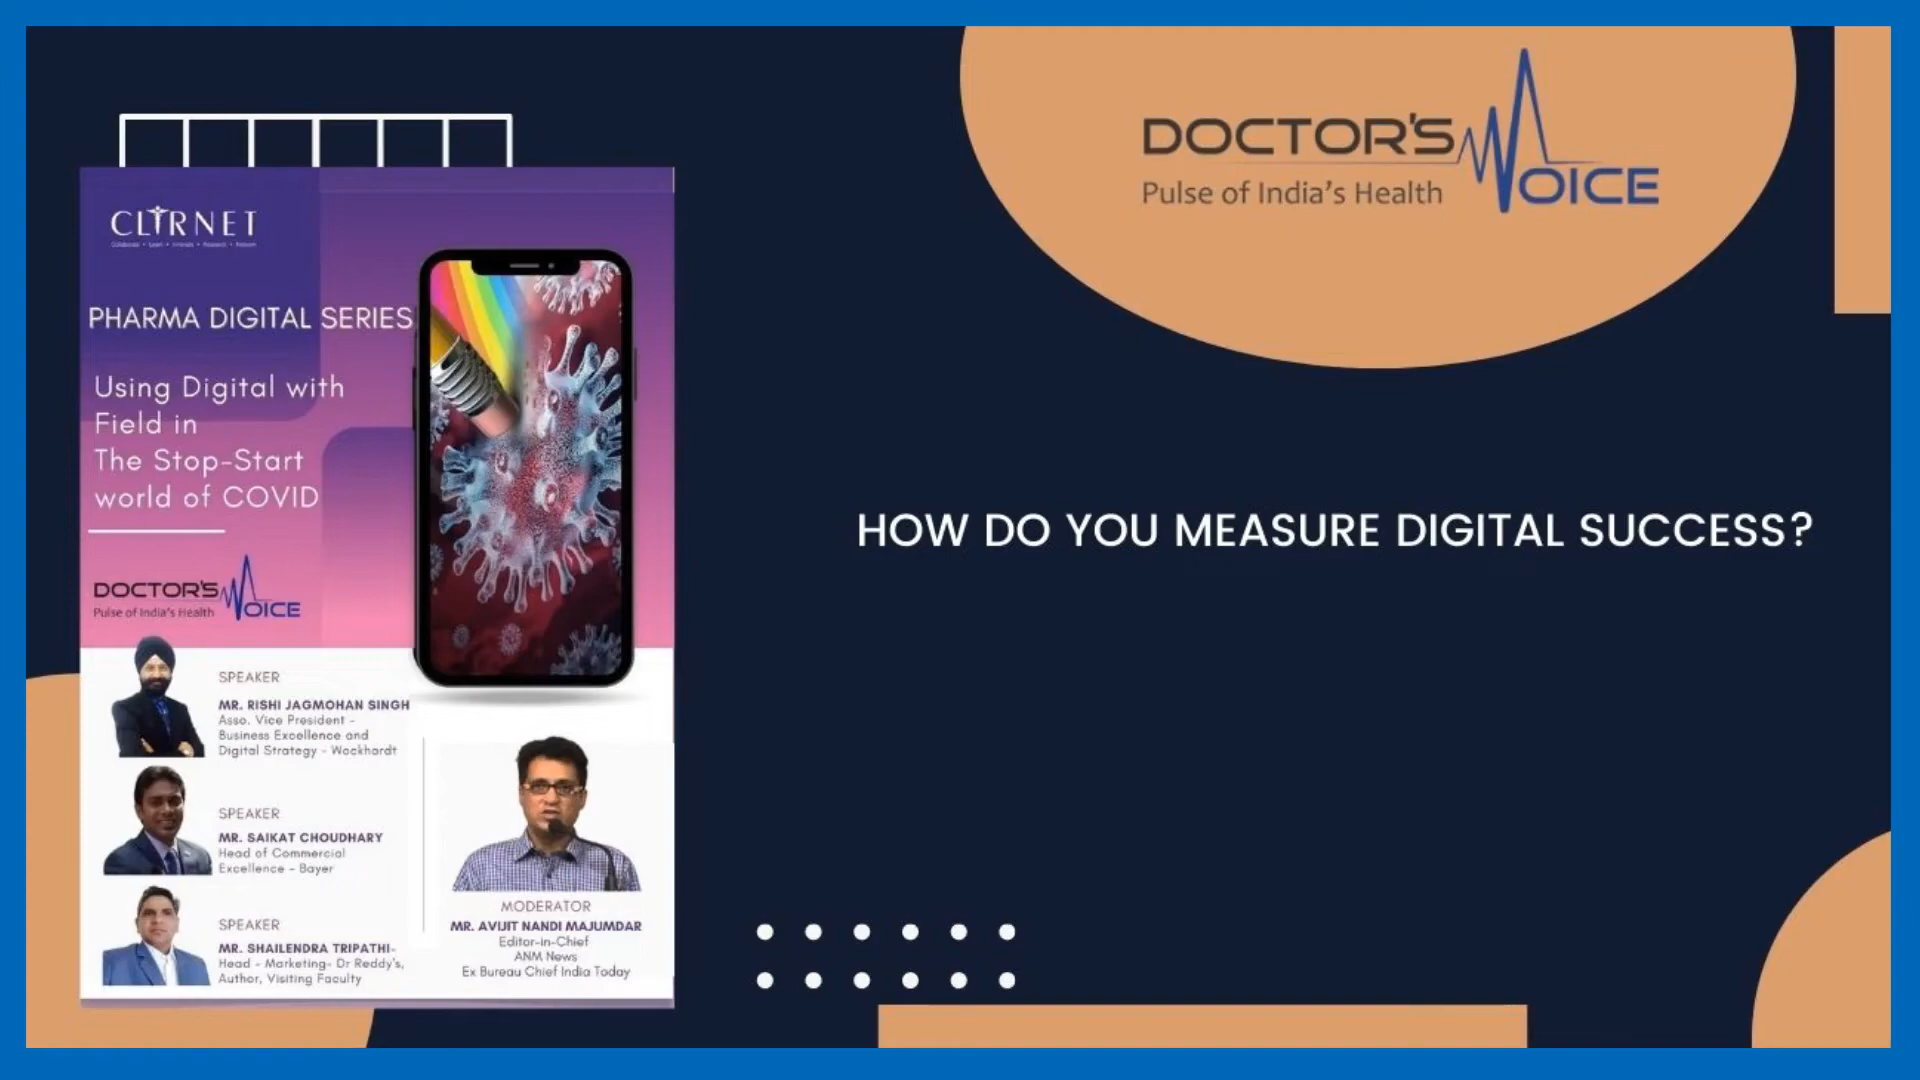 CLIRNET
PHARMA DIGITAL SERIES
Using Digital with
Field in
The Stop-Start
world of COVID
DOCTOR'S VOICE
Pulse of India's Health
SPEAKER
MR. RISHI JAGMOHAN SINGH
Asso. Vice President -
Business Excellence and
Digital Strategy - Wockhardt
SPEAKER
MR. SAIKAT CHOUDHARY
Head of Commercial
Excellence - Bayer
SPEAKER
MR. SHAILENDRA TRIPATHI-
Head - Marketing- Dr Reddy's,
Author, Visiting Faculty
MODERATOR
MR. AVIJIT NANDI MAJUMDAR
Editor-in-Chief
ANM News
Ex Bureau Chief India Today
DOCTOR'S VOICE
Pulse of India's Health
HOW DO YOU MEASURE DIGITAL SUCCESS?